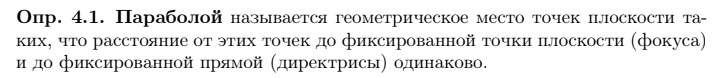 Опр. 4.1. Параболой называется геометрическое место точек плоскости та-
ких, что расстояние от этих точек до фиксированной точки плоскости (фокуса)
и до фиксированной прямой (директрисы) одинаково.